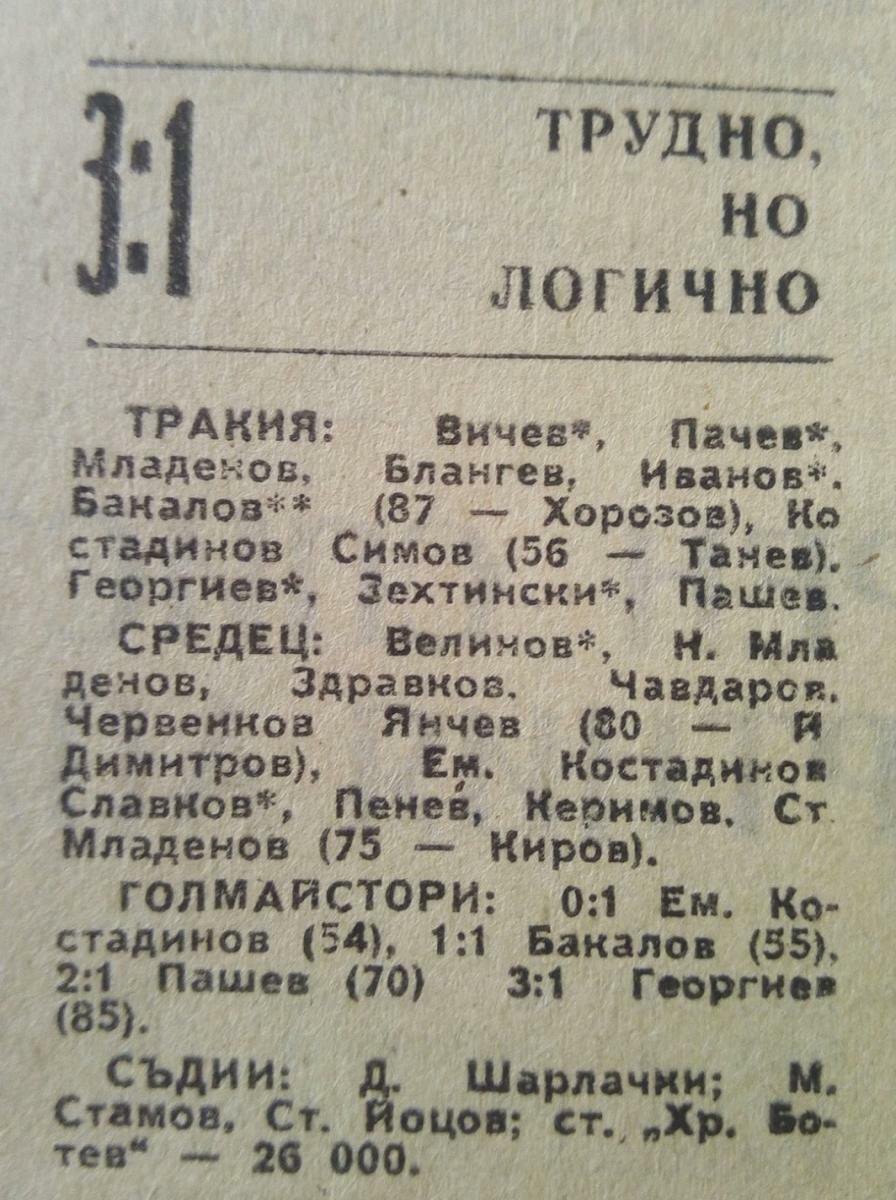 3:1
ТРУДНО,
НО
ЛОГИЧНО
ТРАКИЯ: Вичев*, Пачев*,
Младенов, Блангев, Иванов*.
Бакалов** (87 — Хорозов), Ко
стадинов Симов (56 — Танев).
Георгиев*, Зехтински*, Пашев.
СРЕДЕЦ: Велинов*, Н. Мла
денов, Здравков. Чавдаров.
Червенков Янчев (80 — Й
Димитров), Ем. Костадинов
Славков*, Пенев, Керимов. Ст
Младенов (75 — Киров).
ГОЛМАЙСТОРИ: 0:1 Ем. Ко-
стадинов (54), 1:1 Бакалов (55),
2:1 Пашев (70) 3:1 Георгиев
(85).
СЪДИИ: Д. Шарлачки; М.
Стамов, Ст. Йоцов; ст. „Хр. Бо-
тев“ — 26 000.